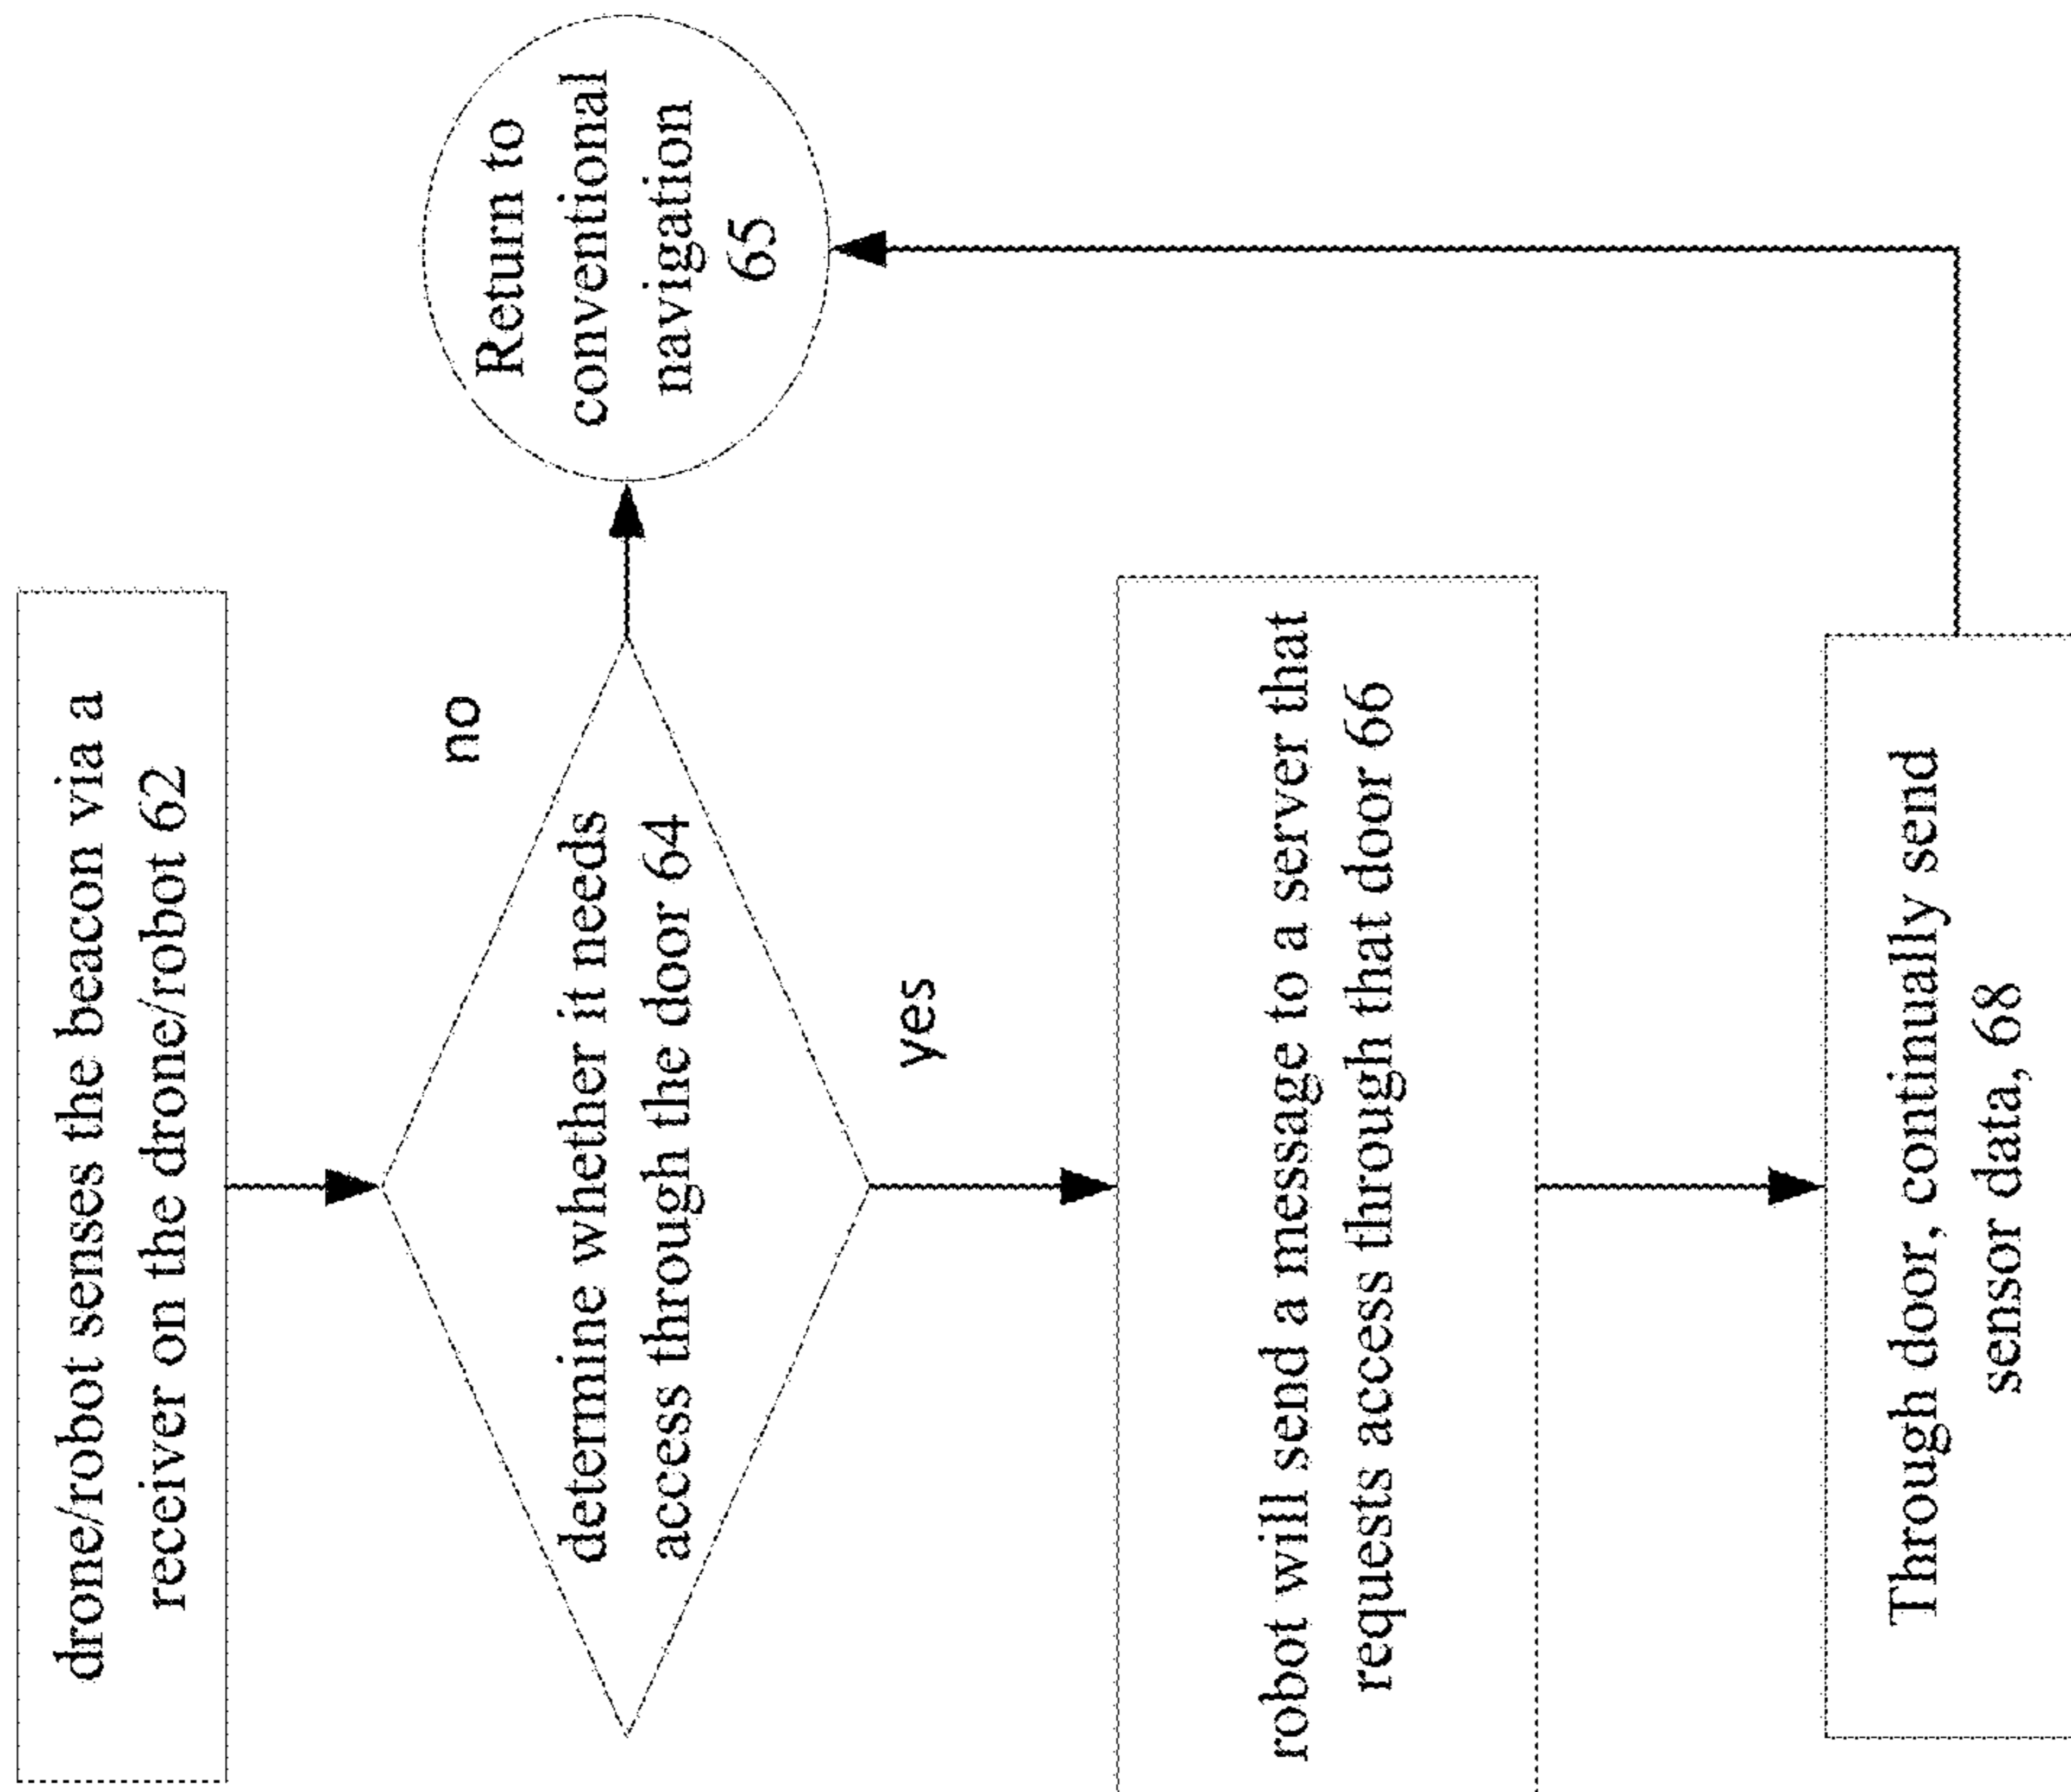 drone/robot senses the beacon via a
receiver on the drone/robot 62
determine whether it needs
access through the door 64
no
Return to
conventional
navigation
65
yes
robot will send a message to a server that
requests access through that door 66
Through door, continually send
sensor data, 68